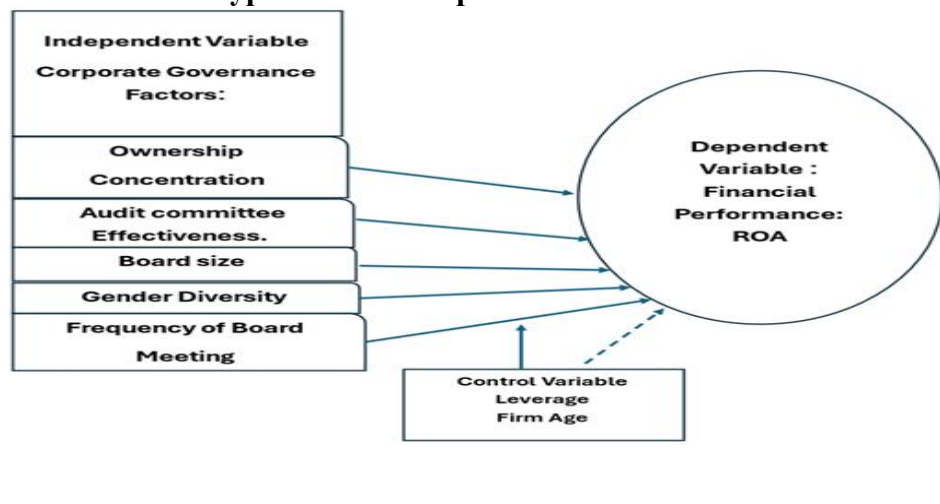 Independent Variable
Corporate Governance
Factors:
Ownership
Concentration
Audit committee
Effectiveness.
Board size
Gender Diversity
Frequency of Board
Meeting
Dependent
Variable :
Financial
Performance:
ROA
Control Variable
Leverage
Firm Age